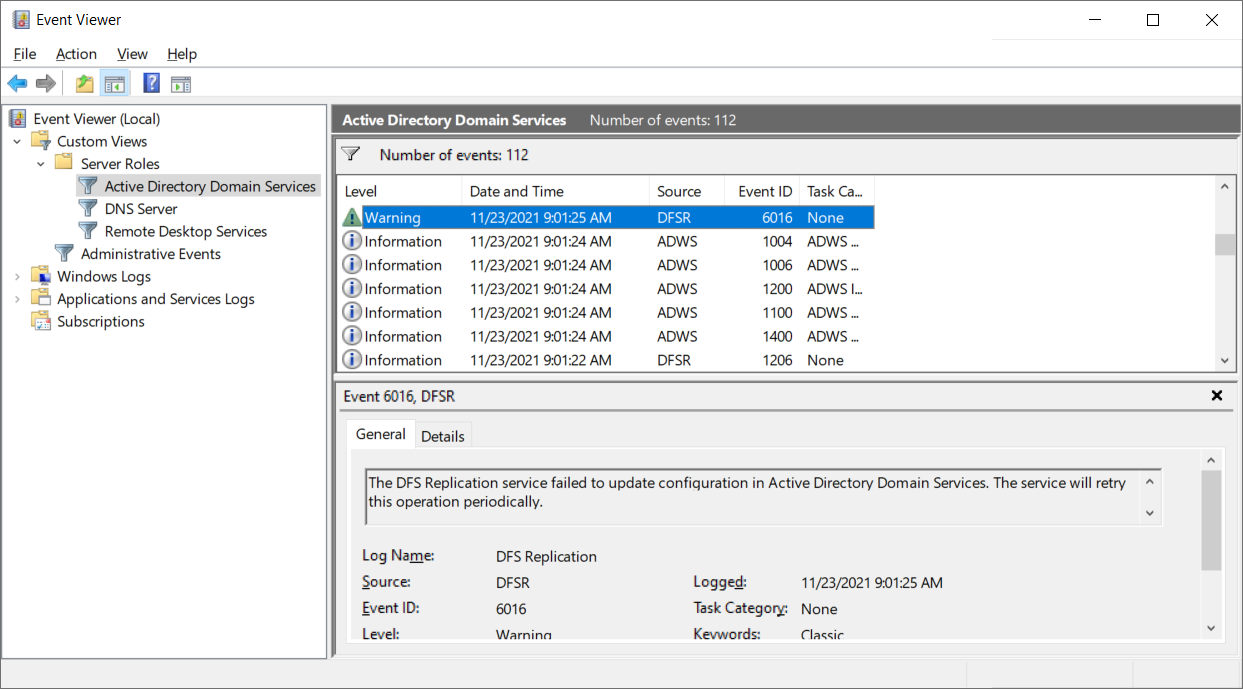 Event Viewer
File Action View Help
Event Viewer (Local)
Custom Views
Server Roles
Active Directory Domain Services
DNS Server
Remote Desktop Services
Administrative Events
Windows Logs
Applications and Services Logs
Subscriptions
Active Directory Domain Services Number of events: 112
Number of events: 112
Level Date and Time Source Event ID Task Ca...
Warning 11/23/2021 9:01:25 AM DFSR 6016 None
Information 11/23/2021 9:01:24 AM ADWS 1004 ADWS ...
Information 11/23/2021 9:01:24 AM ADWS 1006 ADWS ...
Information 11/23/2021 9:01:24 AM ADWS 1200 ADWS I...
Information 11/23/2021 9:01:24 AM ADWS 1100 ADWS ...
Information 11/23/2021 9:01:24 AM ADWS 1400 ADWS ...
Information 11/23/2021 9:01:22 AM DFSR 1206 None
Event 6016, DFSR
General Details
The DFS Replication service failed to update configuration in Active Directory Domain Services. The service will retry
this operation periodically.
Log Name: DFS Replication
Source: DFSR Logged: 11/23/2021 9:01:25 AM
Event ID: 6016 Task Category: None
Level: Warning Keywords: Classic